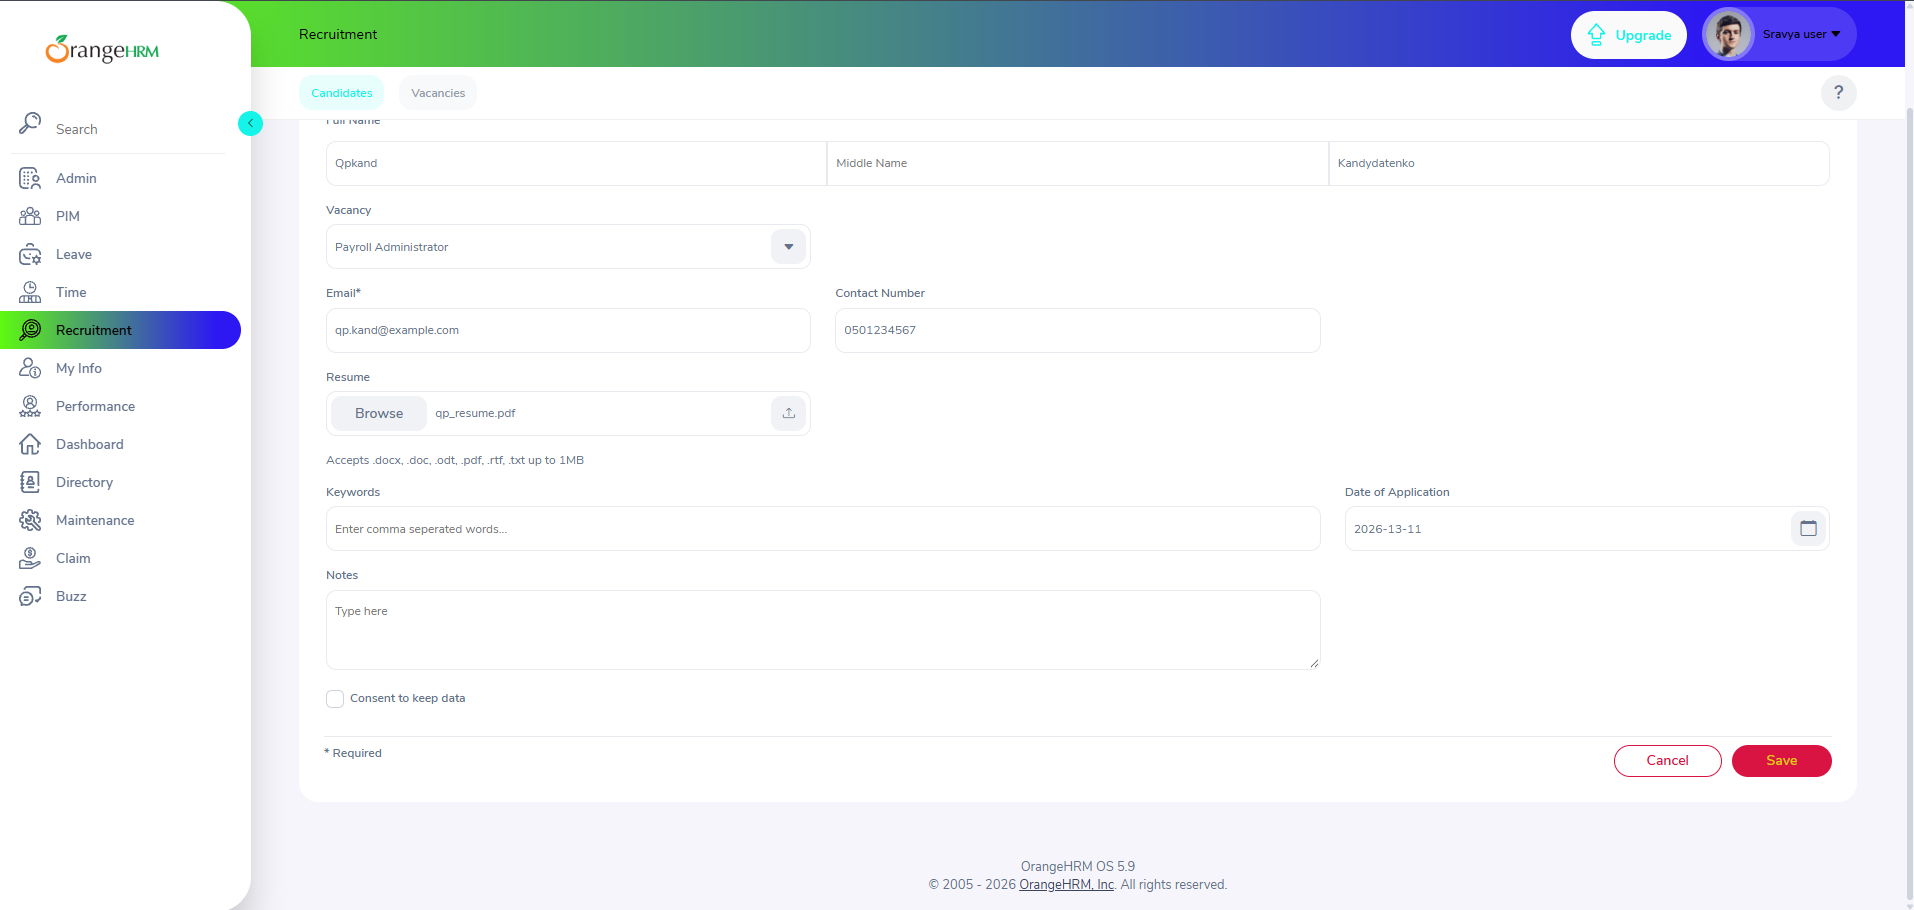 OrangeHRM
Recruitment
Upgrade
Sravya user
Candidates
Vacancies
?
Search
Admin
PIM
Leave
Time
Recruitment
My Info
Performance
Dashboard
Directory
Maintenance
Claim
Buzz
Full Name
Qpkand
Middle Name
Kandydatenko
Vacancy
Payroll Administrator
Email*
Contact Number
qp.kand@example.com
0501234567
Resume
Browse
qp_resume.pdf
Accepts .docx, .doc, .odt, .pdf, .rtf, .txt up to 1MB
Keywords
Date of Application
Enter comma seperated words...
2026-13-11
Notes
Type here
Consent to keep data
* Required
Cancel
Save
OrangeHRM OS 5.9
© 2005 - 2026 OrangeHRM, Inc. All rights reserved.